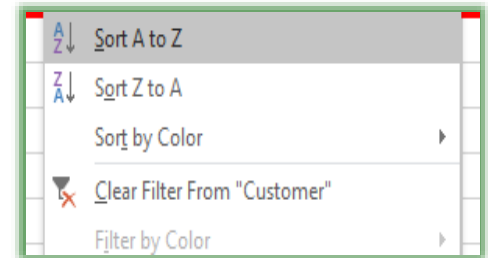 Sort A to Z
Sort Z to A
Sort by Color
Clear Filter From "Customer"
Filter by Color